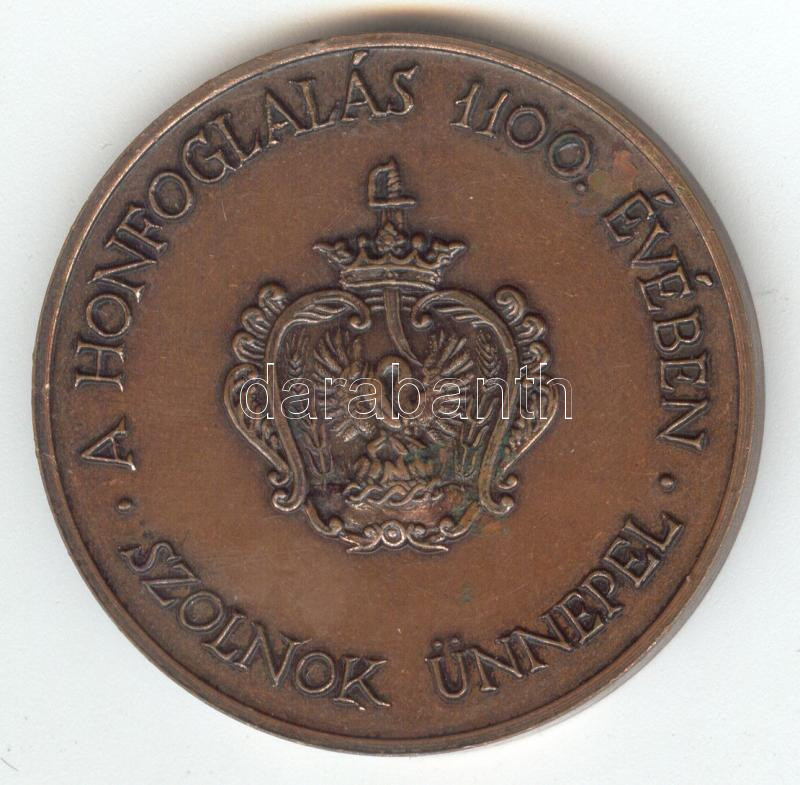 A HONFOGLALÁS 1100. ÉVÉBEN
· SZOLNOK ÜNNEPEL ·
darabanth